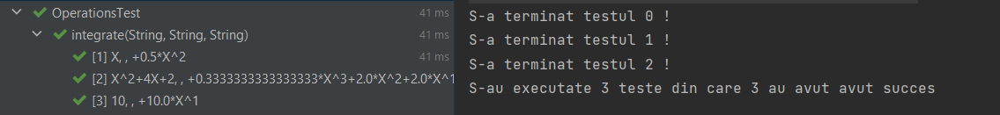 OperationsTest 41 ms
integrate(String, String, String) 41 ms
[1] X, , +0.5*X^2 41 ms
[2] X^2+4X+2, , +0.3333333333333333*X^3+2.0*X^2+2.0*X^1
[3] 10, , +10.0*X^1
S-a terminat testul 0 !
S-a terminat testul 1 !
S-a terminat testul 2 !
S-au executate 3 teste din care 3 au avut avut succes